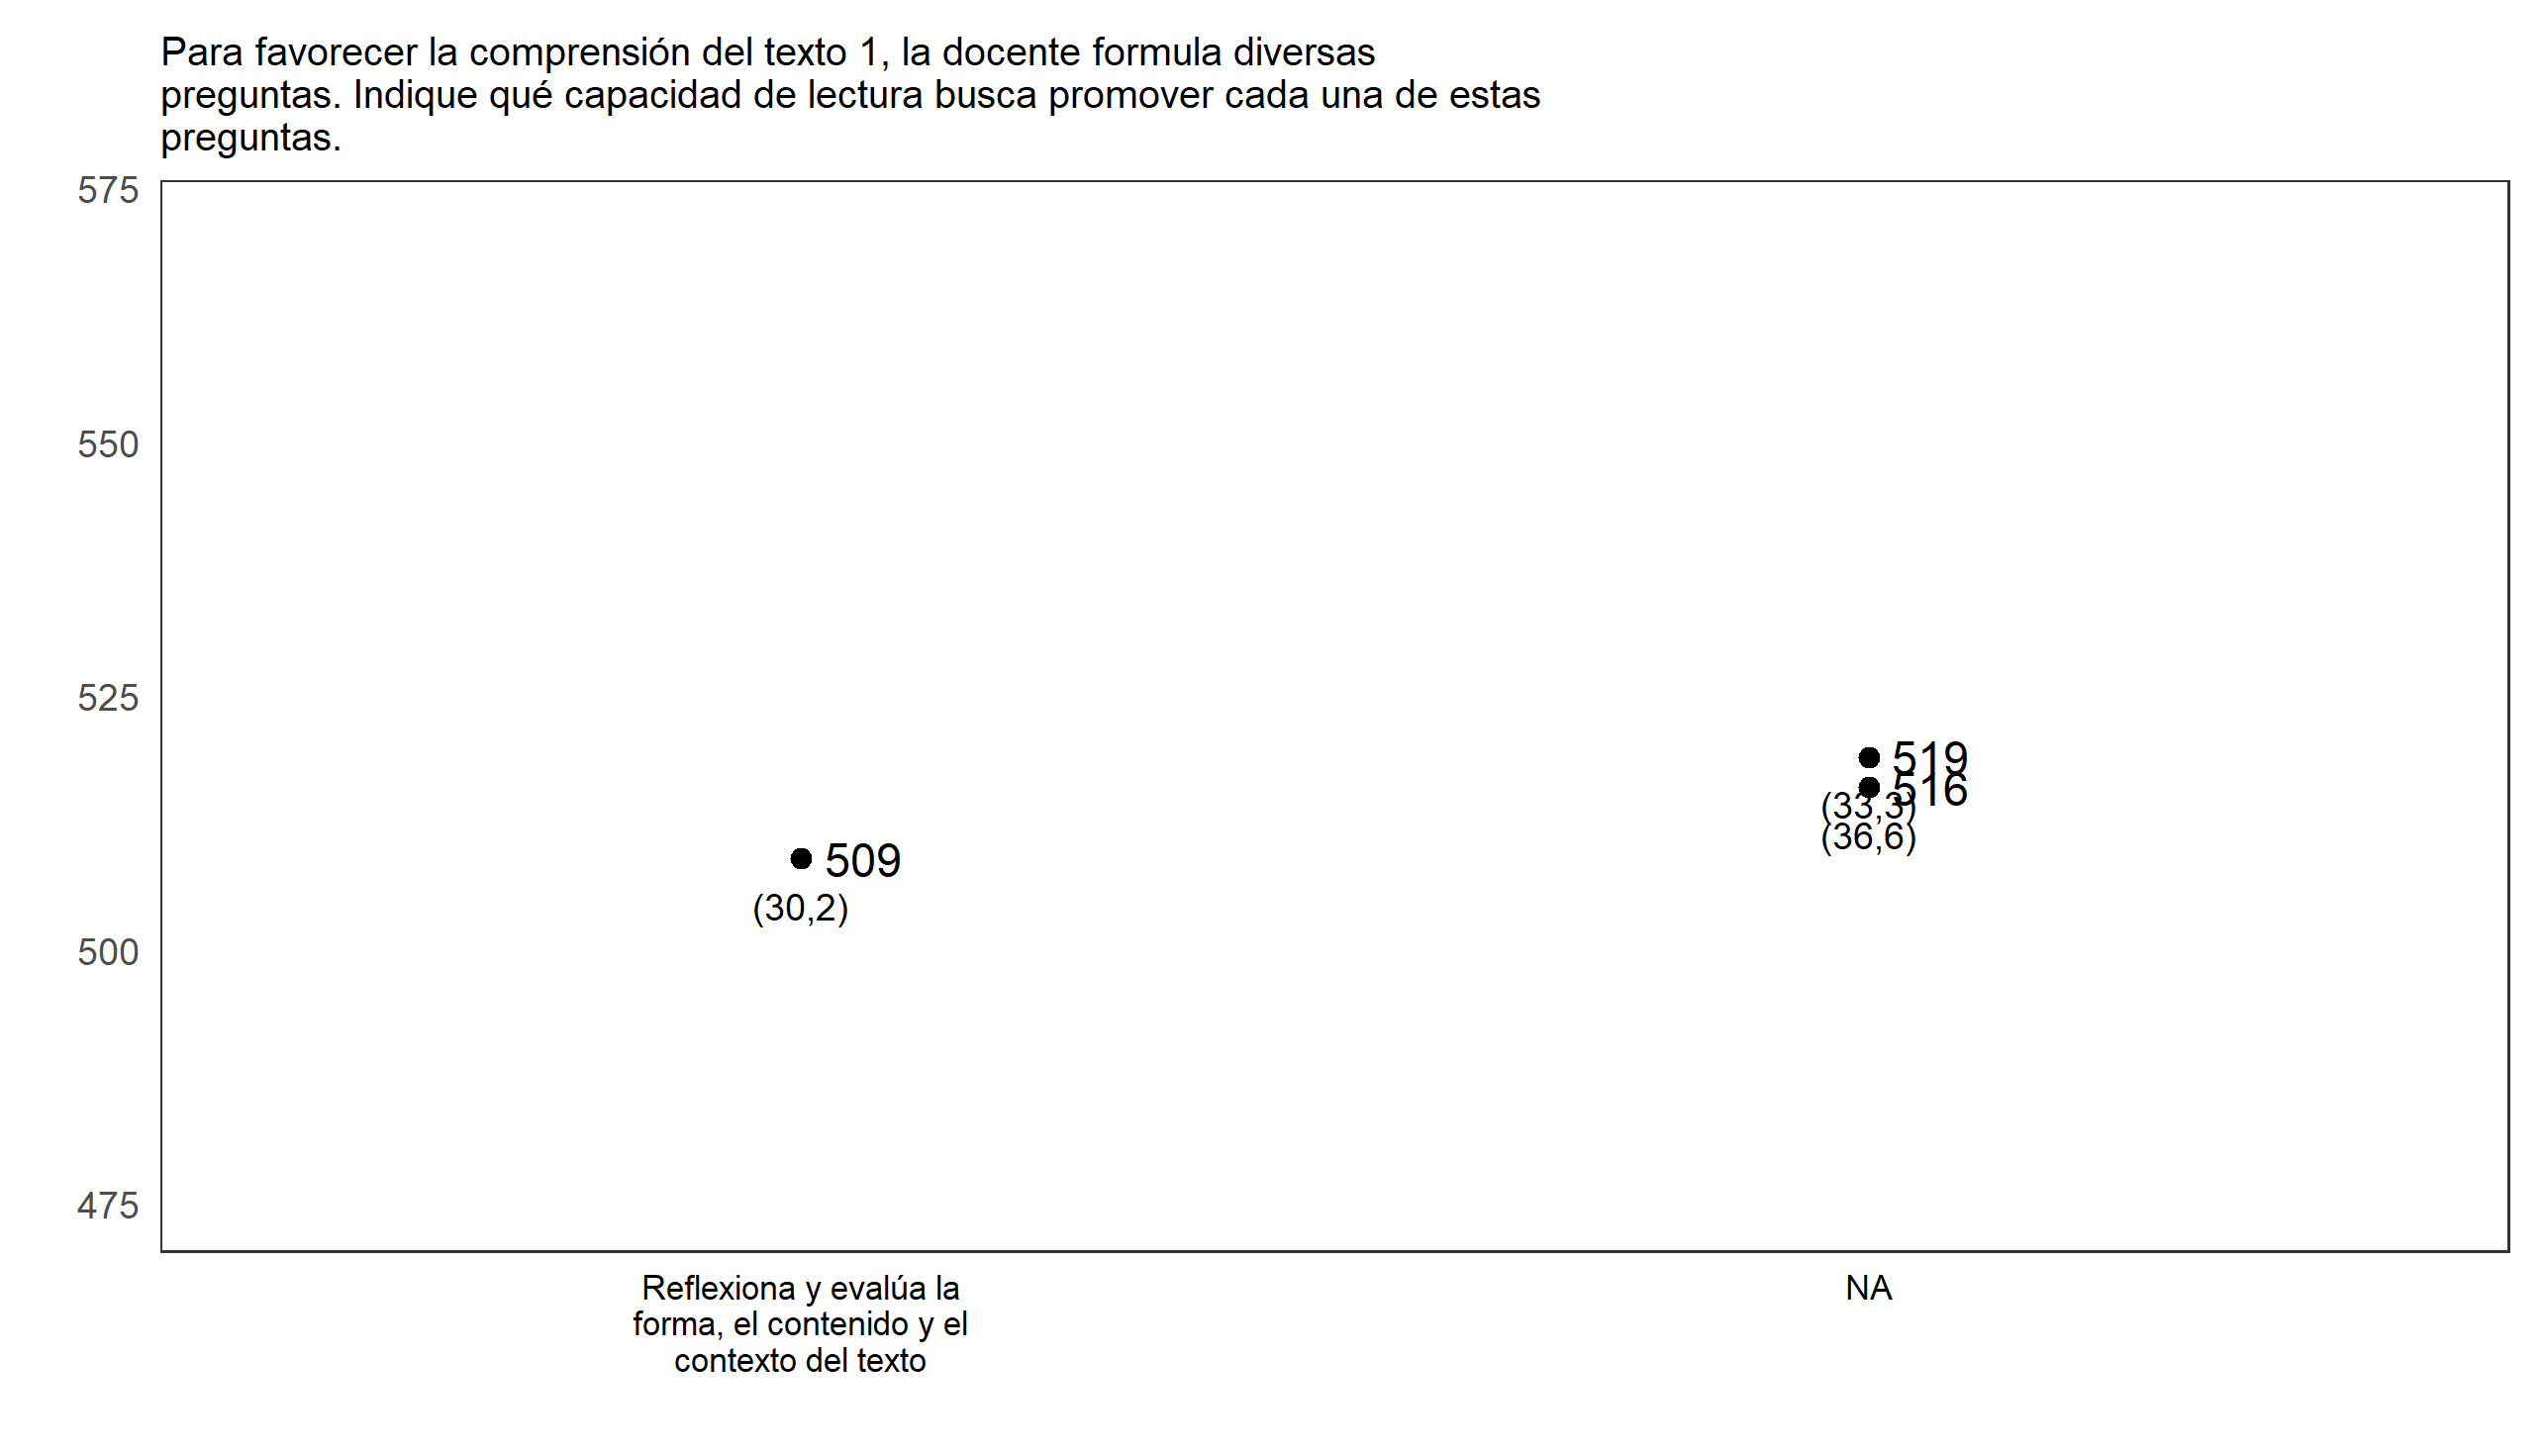 Para favorecer la comprensión del texto 1, la docente formula diversas
preguntas. Indique qué capacidad de lectura busca promover cada una de estas
preguntas.
575
550
525
500
475
519
516
(33,3)
(36,6)
509
(30,2)
Reflexiona y evalúa la
forma, el contenido y el
contexto del texto
NA